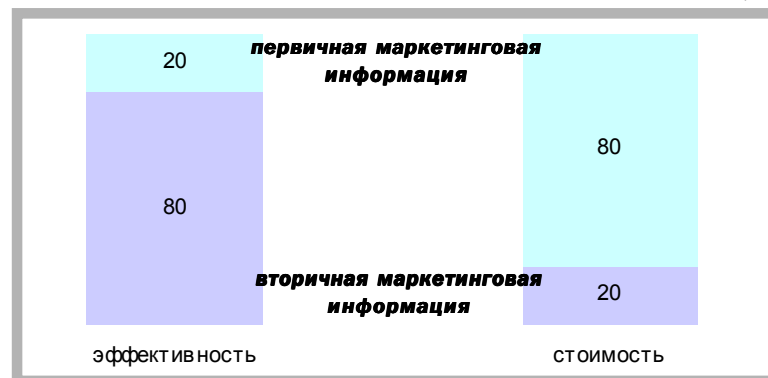 20
первичная маркетинговая
информация
80
80
вторичная маркетинговая
информация
20
эффективность
стоимость